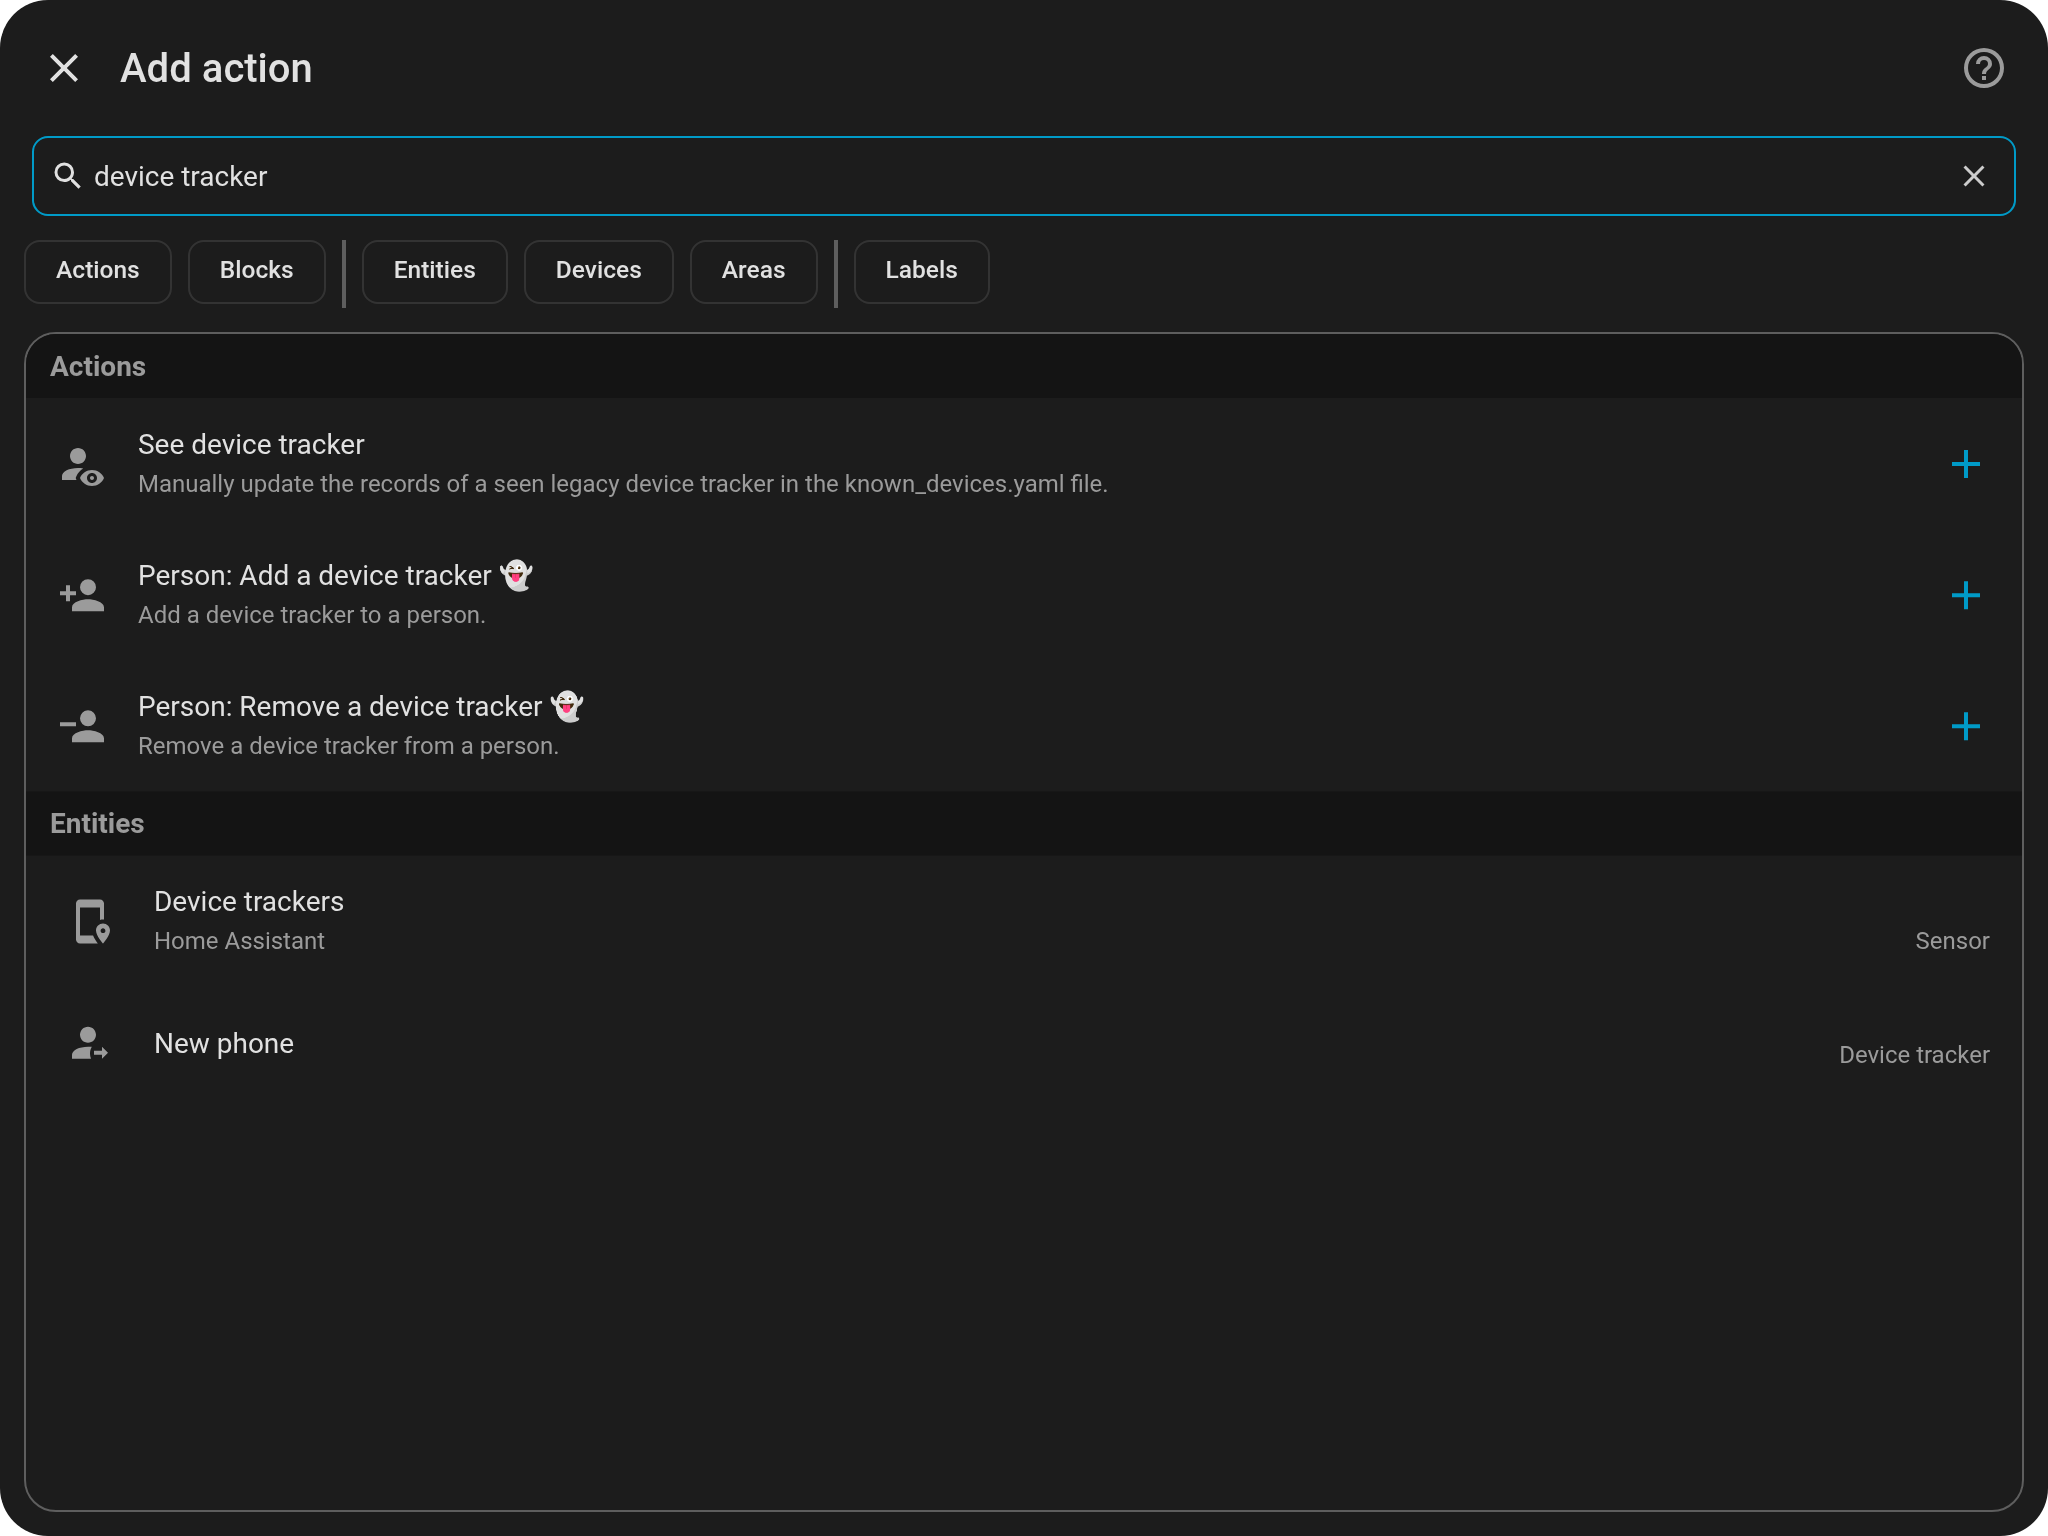 Add action
device tracker
Actions
Blocks
Entities
Devices
Areas
Labels
Actions
See device tracker
Manually update the records of a seen legacy device tracker in the known_devices.yaml file.
Person: Add a device tracker 👻
Add a device tracker to a person.
Person: Remove a device tracker 👻
Remove a device tracker from a person.
Entities
Device trackers
Home Assistant
Sensor
New phone
Device tracker